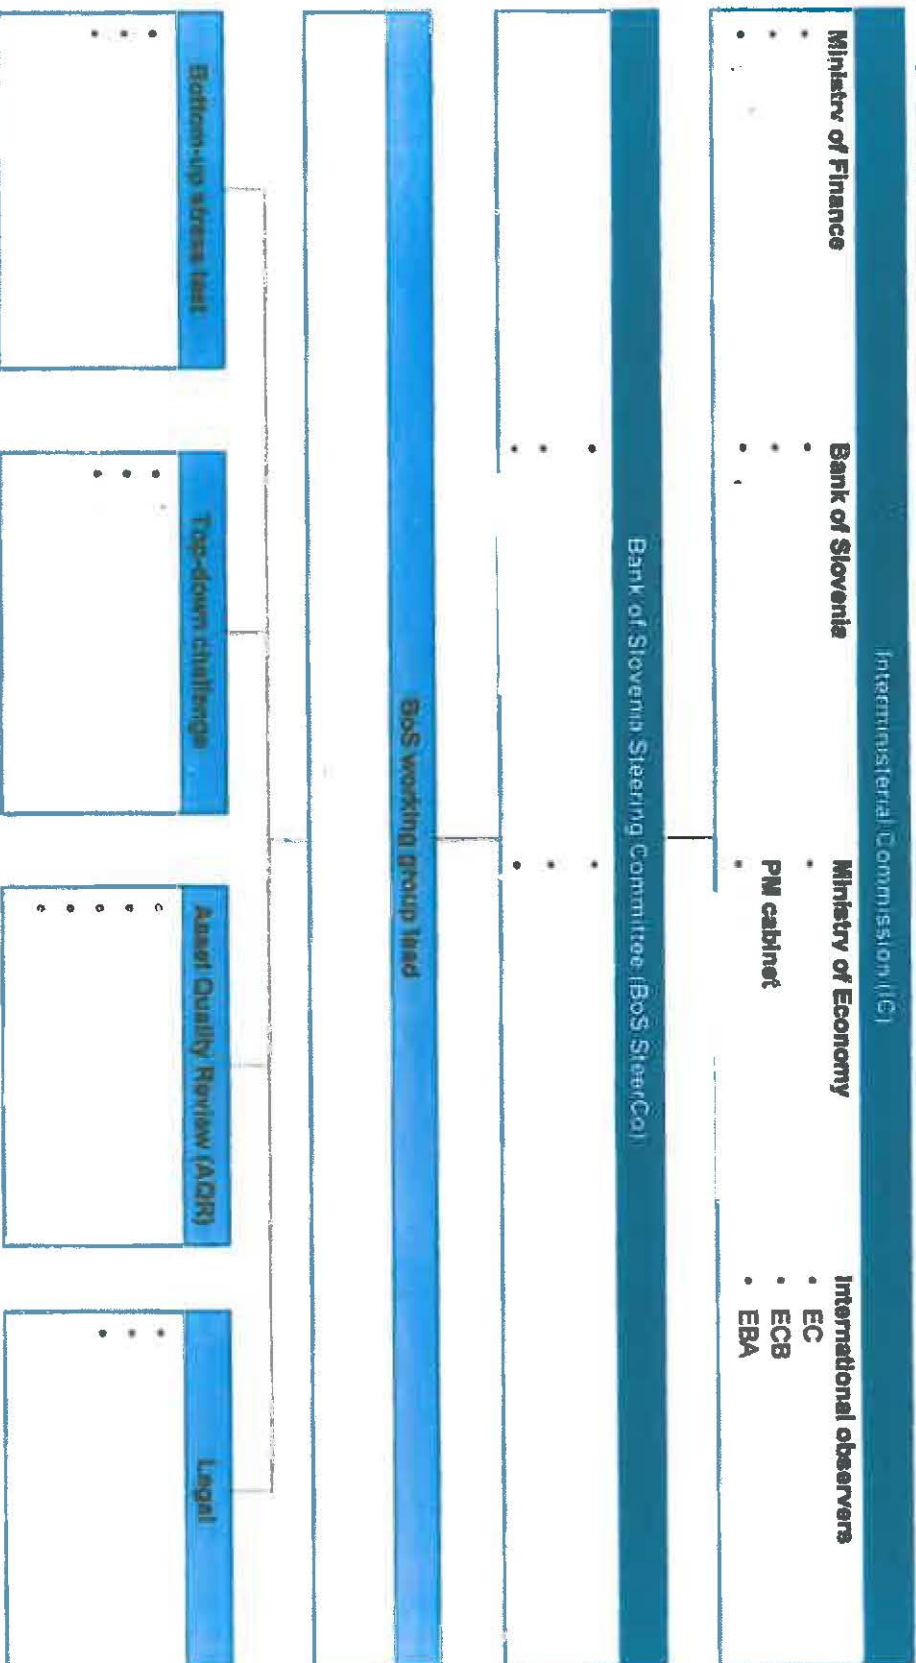 Interministerial Commission (IC)
Ministry of Finance
Bank of Slovenia
Ministry of Economy
PM cabinet
International observers
• EC
• ECB
• EBA
Bank of Slovenia Steering Committee (BoS SteerCo)
BoS working group lead
Bottom-up stress test
Top-down challenge
Asset Quality Review (AQR)
Legal